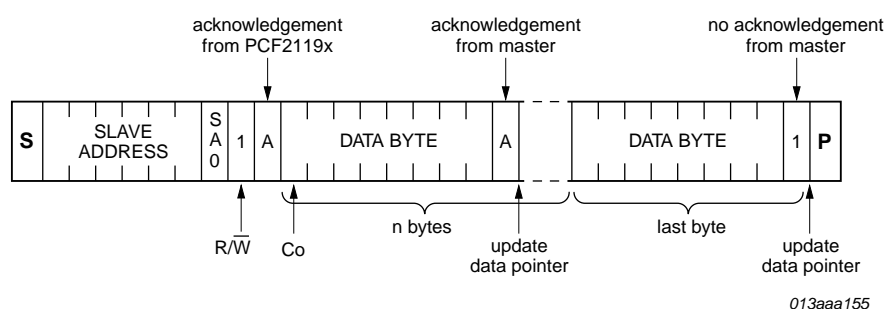 acknowledgement
from PCF2119x
acknowledgement
from master
no acknowledgement
from master
S
SLAVE
ADDRESS
S
A
0
1
A
DATA BYTE
A
DATA BYTE
1
P
R/W̅
Co
n bytes
update
data pointer
last byte
update
data pointer
013aaa155